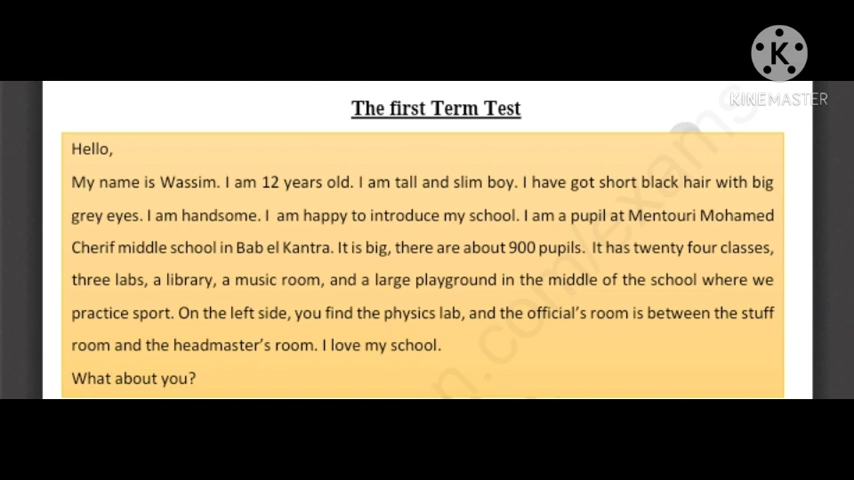 K
KINEMASTER
The first Term Test
Hello,
My name is Wassim. I am 12 years old. I am tall and slim boy. I have got short black hair with big
grey eyes. I am handsome. I am happy to introduce my school. I am a pupil at Mentouri Mohamed
Cherif middle school in Bab el Kantra. It is big, there are about 900 pupils. It has twenty four classes,
three labs, a library, a music room, and a large playground in the middle of the school where we
practice sport. On the left side, you find the physics lab, and the official's room is between the stuff
room and the headmaster's room. I love my school.
What about you?
n.com/exams